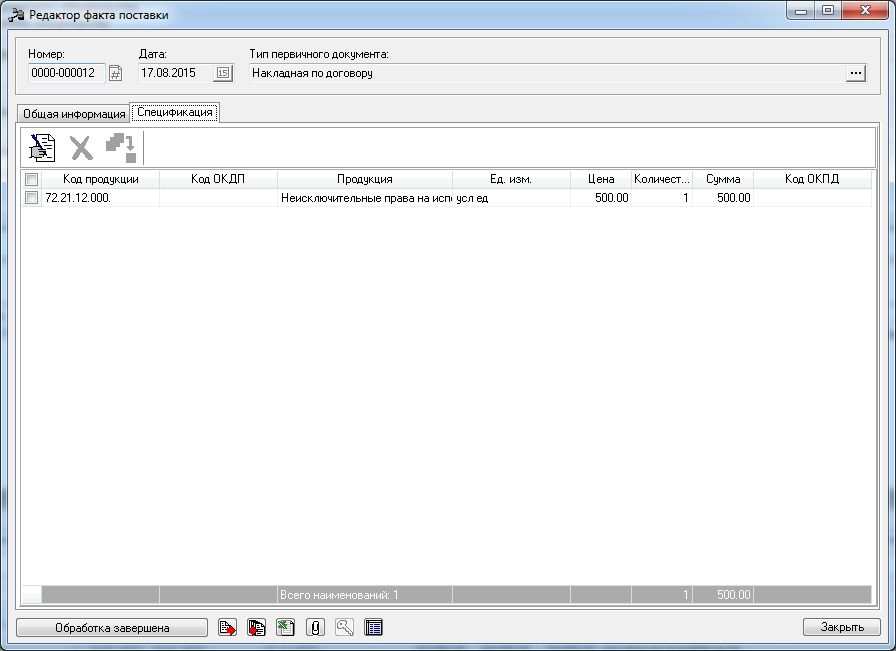 Редактор факта поставки
Номер: Дата: Тип первичного документа:
0000-000012 # 17.08.2015 15 Накладная по договору ...
Общая информация Спецификация
Код продукции Код ОКДП Продукция Ед. изм. Цена Количест... Сумма Код ОКПД
72.21.12.000. Неисключительные права на исп усл ед 500.00 1 500.00
Всего наименований: 1 1 500.00
Обработка завершена Закрыть